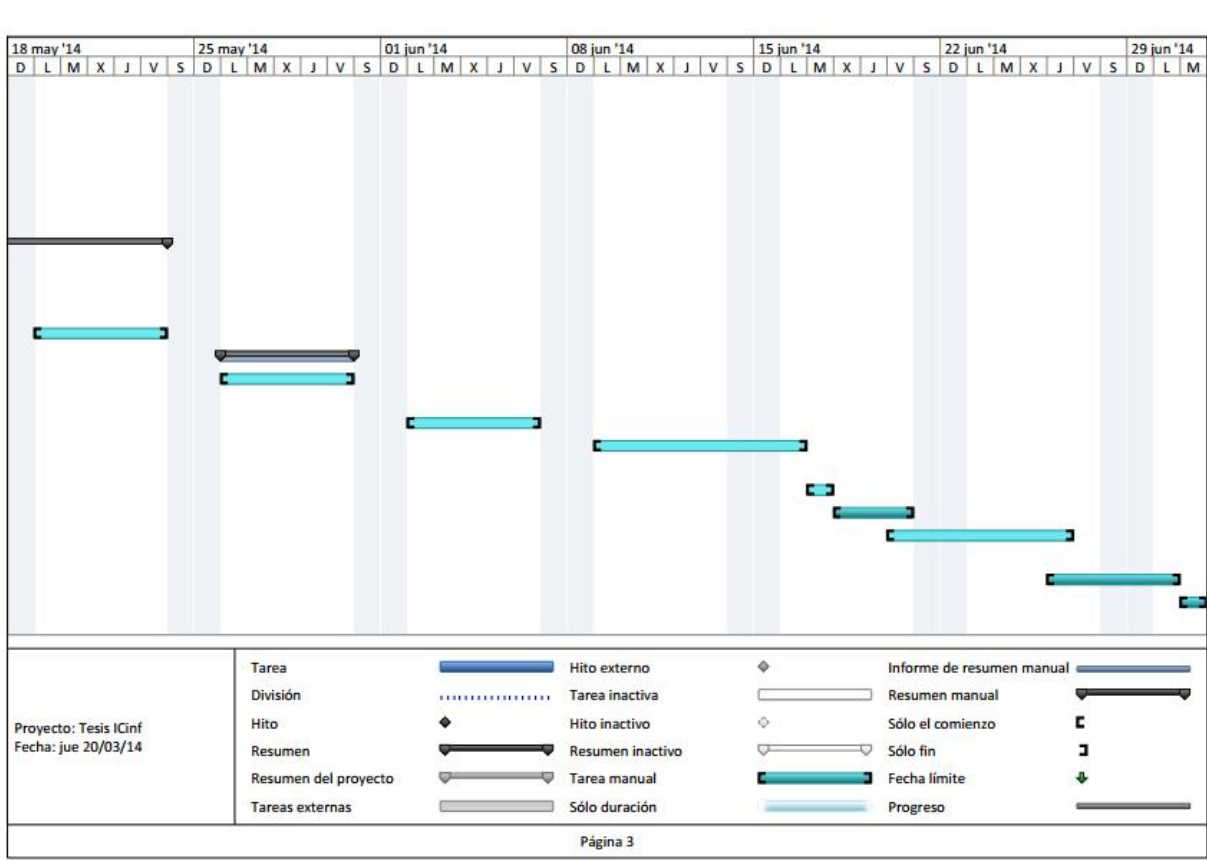 18 may '14 25 may '14 01 jun '14 08 jun '14 15 jun '14 22 jun '14 29 jun '14
D L M X J V S D L M X J V S D L M X J V S D L M X J V S D L M X J V S D L M X J V S D L M
Tarea Hito externo Informe de resumen manual
División Tarea inactiva Resumen manual
Proyecto: Tesis ICinf
Fecha: jue 20/03/14
Hito Hito inactivo Sólo el comienzo
Resumen Resumen inactivo Sólo fin
Resumen del proyecto Tarea manual Fecha límite
Tareas externas Sólo duración Progreso
Página 3